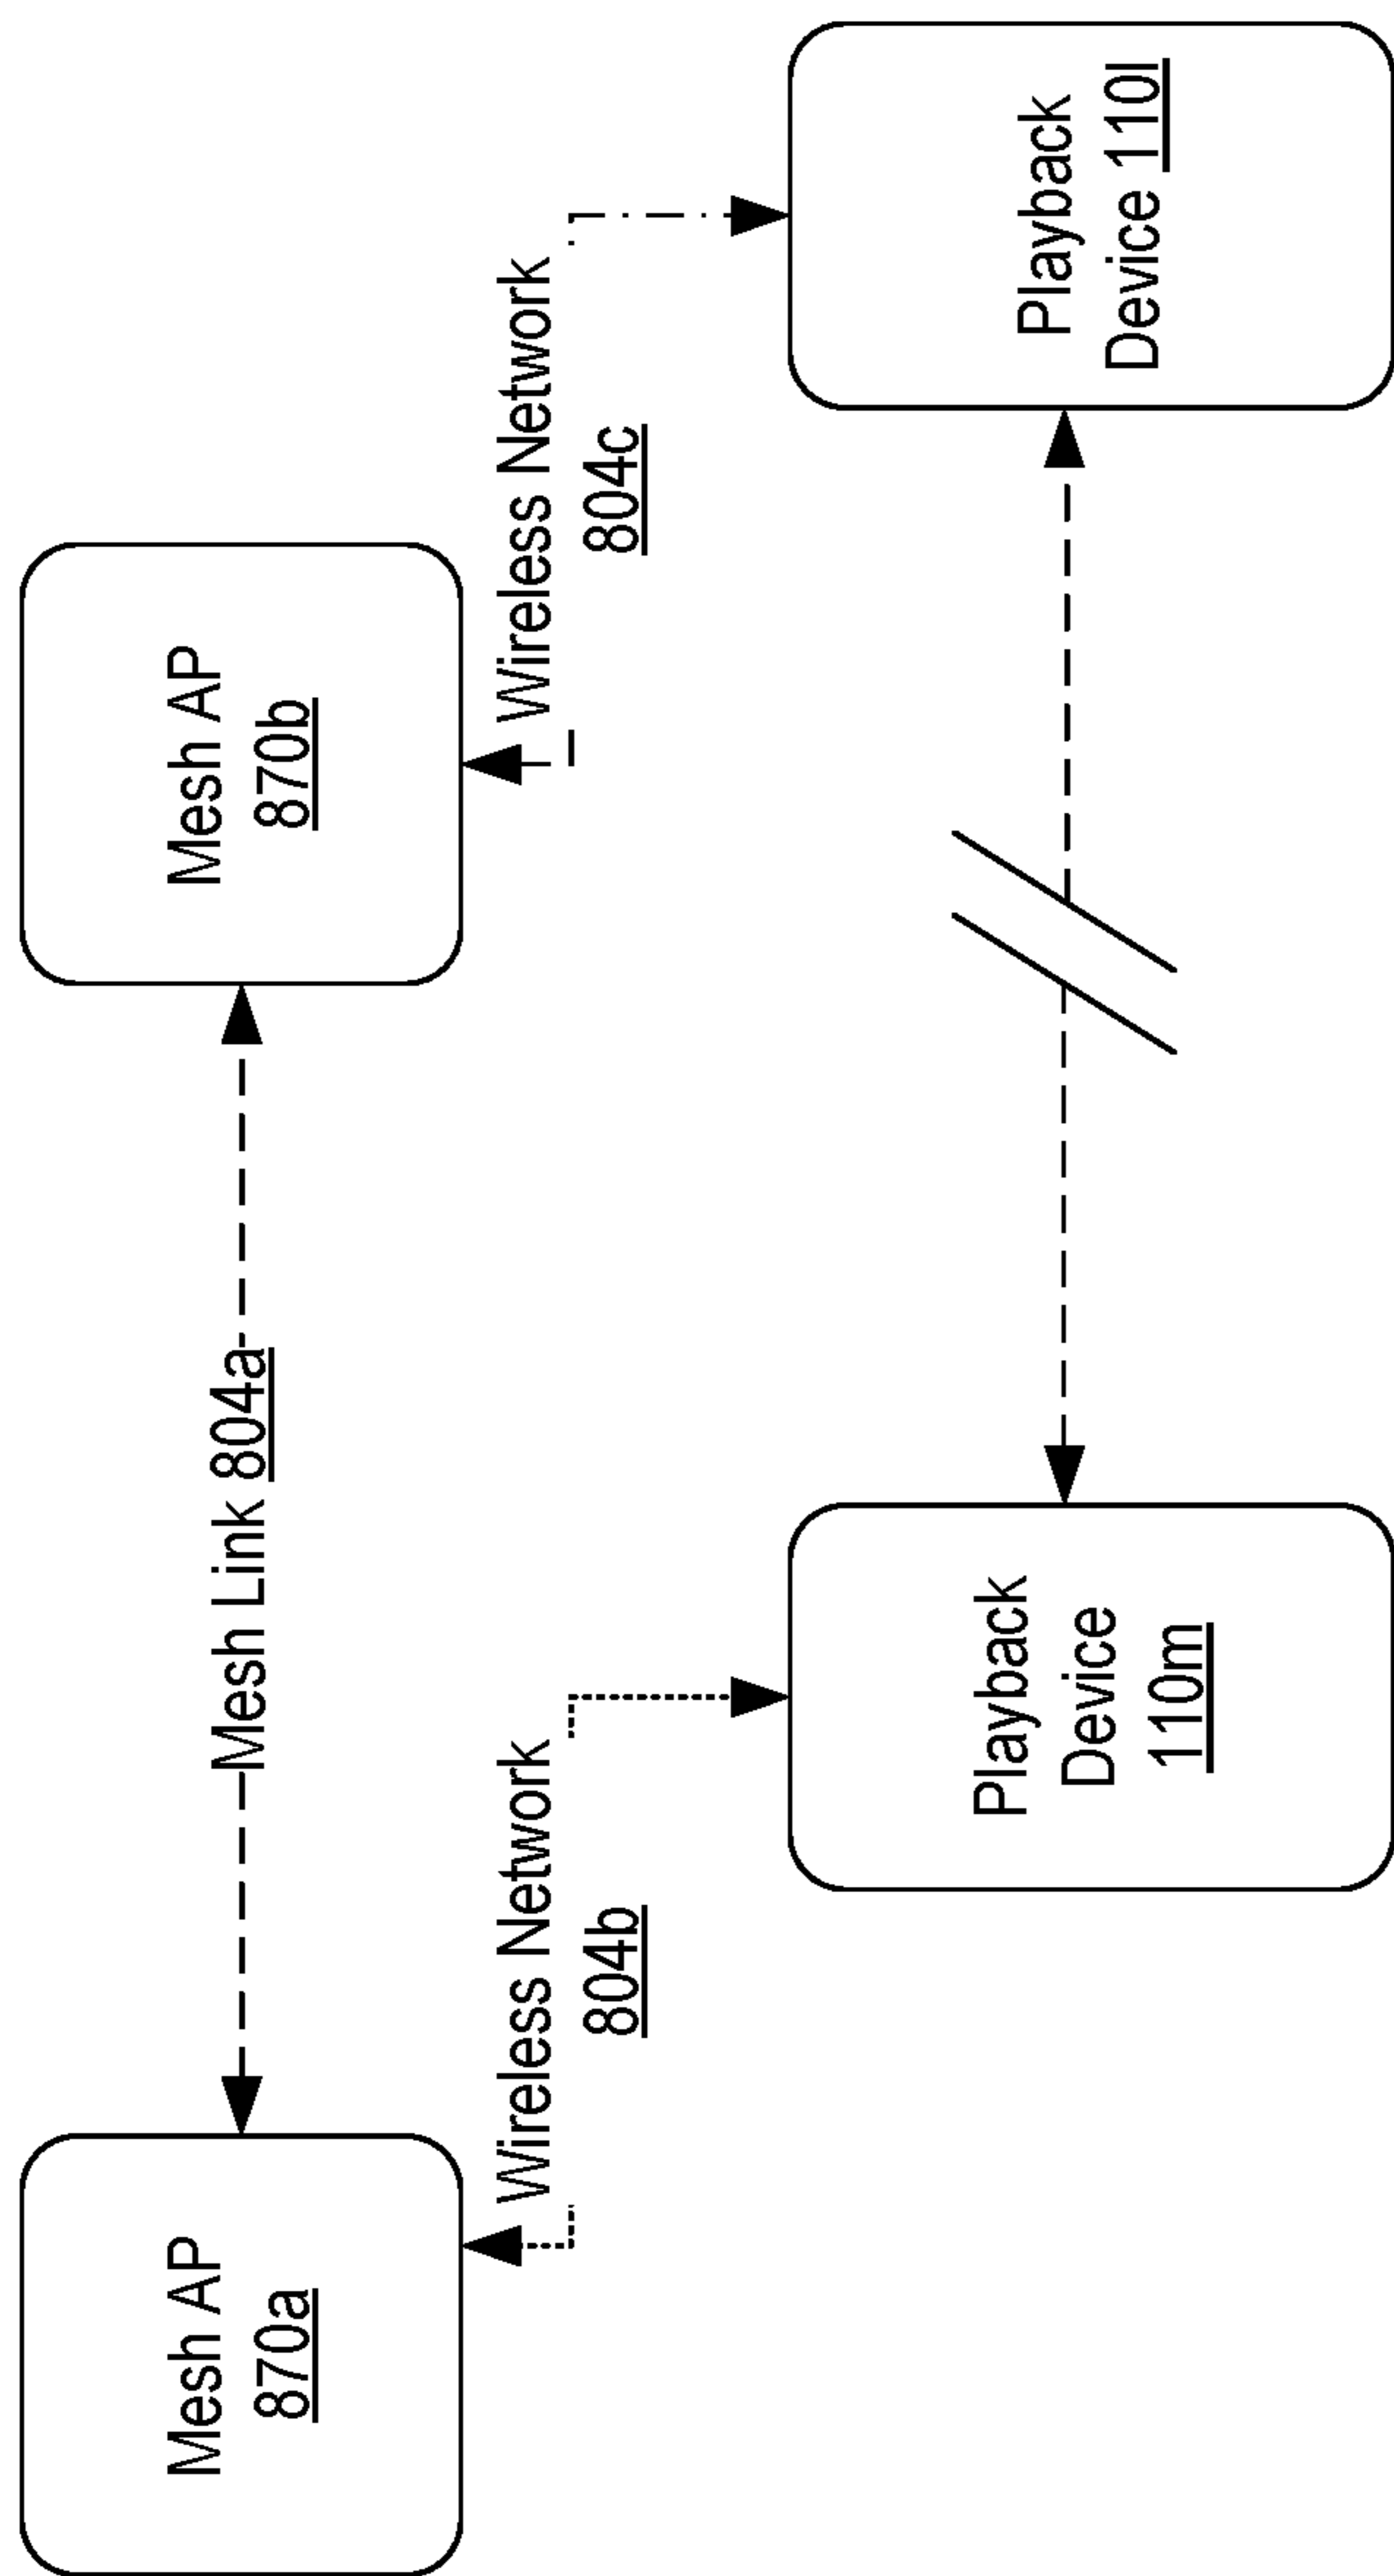 Mesh AP
870a
Mesh Link 804a
Mesh AP
870b
Wireless Network
804b
Wireless Network
804c
Playback
Device
110m
Playback
Device 110l